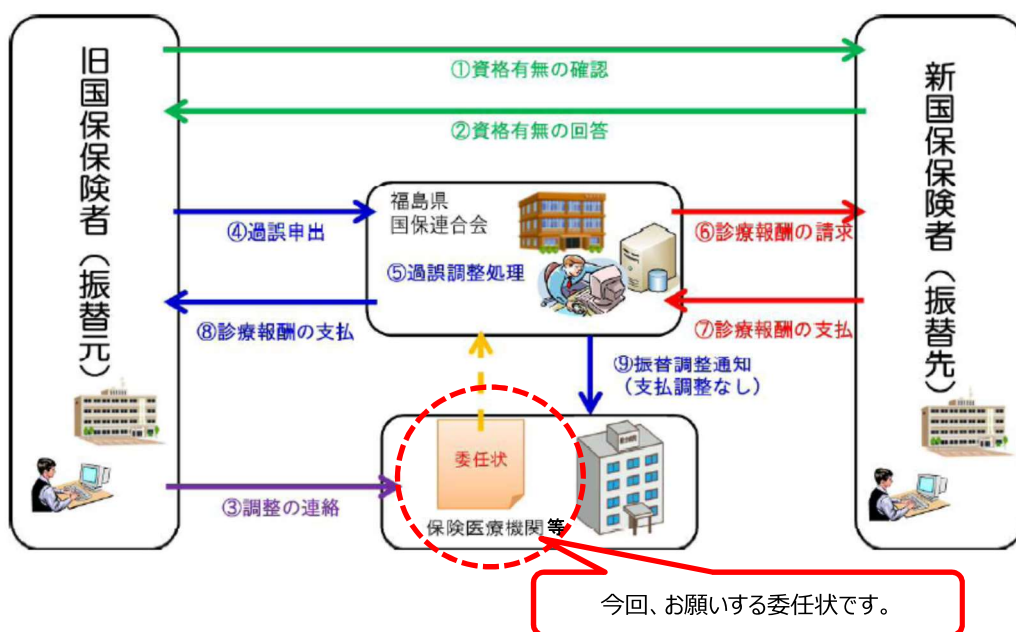 旧国保保険者（振替元）
新国保保険者（振替先）
①資格有無の確認
②資格有無の回答
福島県
国保連合会
④過誤申出
⑤過誤調整処理
⑥診療報酬の請求
⑧診療報酬の支払
⑦診療報酬の支払
⑨振替調整通知
（支払調整なし）
委任状
③調整の連絡
保険医療機関等
今回、お願いする委任状です。